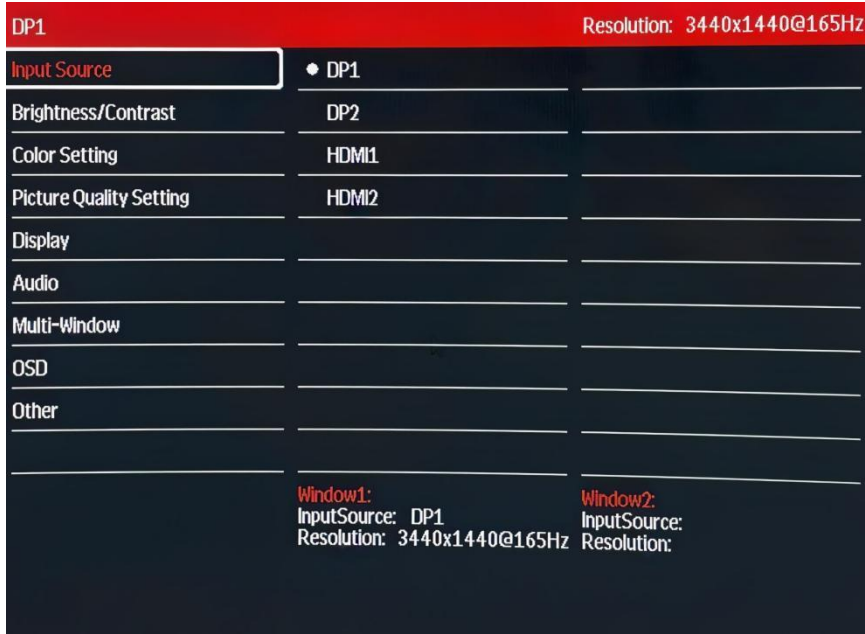 DP1 Resolution: 3440x1440@165Hz
Input Source
DP1
Brightness/Contrast
DP2
Color Setting
HDMI1
Picture Quality Setting
HDMI2
Display
Audio
Multi-Window
OSD
Other
Window1:
InputSource: DP1
Resolution: 3440x1440@165Hz
Window2:
InputSource:
Resolution: